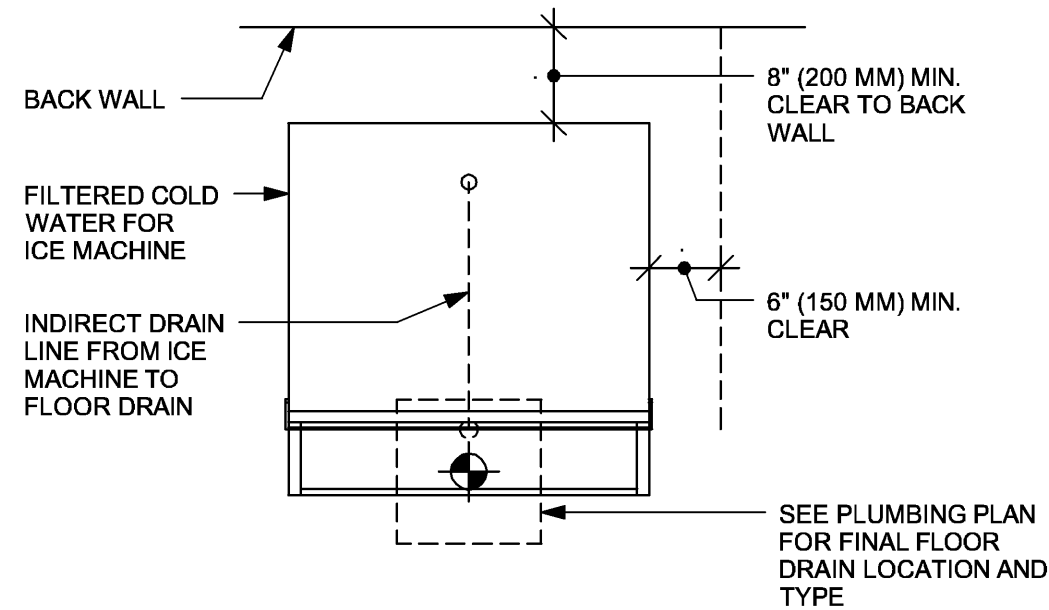 BACK WALL
8" (200 MM) MIN.
CLEAR TO BACK
WALL
FILTERED COLD
WATER FOR
ICE MACHINE
INDIRECT DRAIN
LINE FROM ICE
MACHINE TO
FLOOR DRAIN
6" (150 MM) MIN.
CLEAR
SEE PLUMBING PLAN
FOR FINAL FLOOR
DRAIN LOCATION AND
TYPE